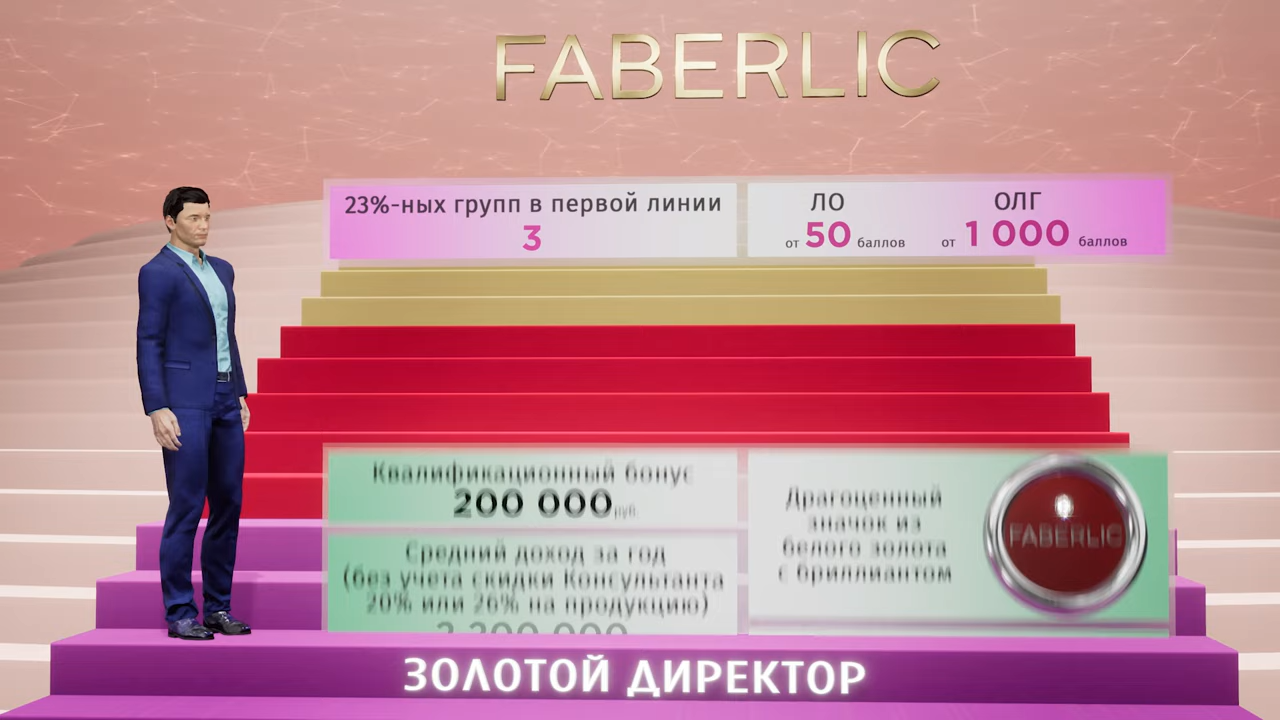 FABERLIC
23%-ных групп в первой линии
3
ЛО
от 50 баллов
ОЛГ
от 1 000 баллов
Квалификационный бонус
200 000 руб.
Средний доход за год
(без учета скидки Консультанта
20% или 26% на продукцию)
Драгоценный
значок из
белого золота
с бриллиантом
FABERLIC
ЗОЛОТОЙ ДИРЕКТОР